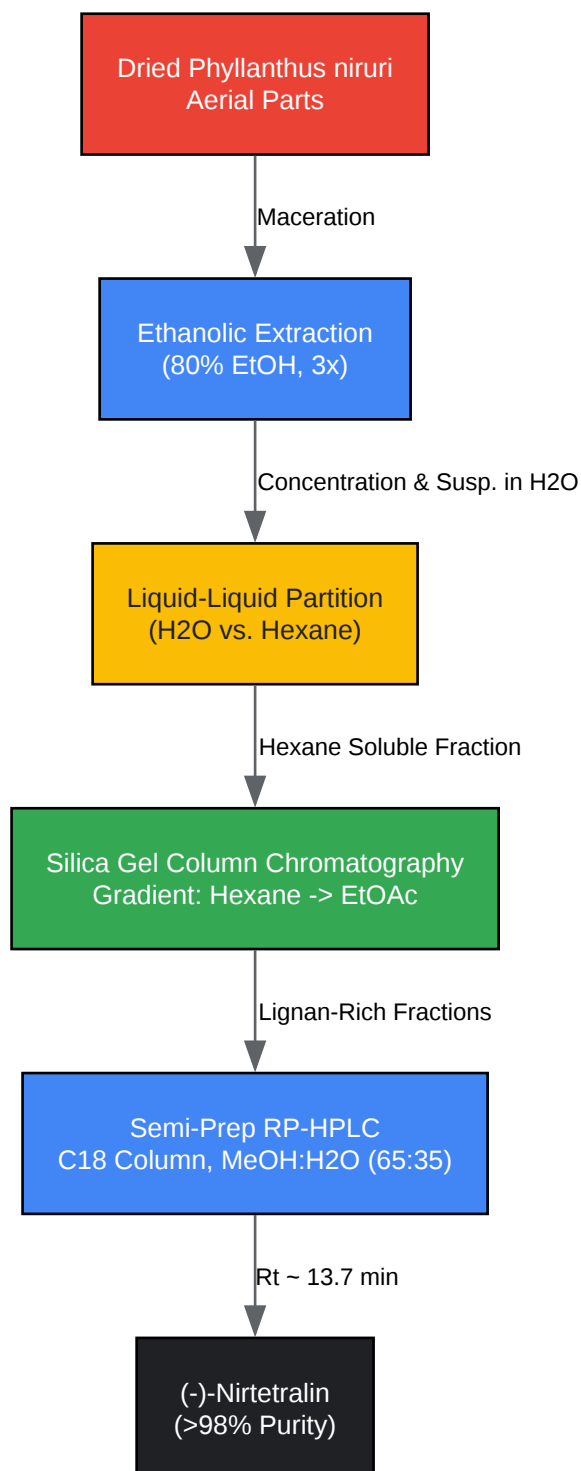 Dried Phyllanthus niruri
Aerial Parts
Maceration
Ethanolic Extraction
(80% EtOH, 3x)
Concentration & Susp. in H2O
Liquid-Liquid Partition
(H2O vs. Hexane)
Hexane Soluble Fraction
Silica Gel Column Chromatography
Gradient: Hexane -> EtOAc
Lignan-Rich Fractions
Semi-Prep RP-HPLC
C18 Column, MeOH:H2O (65:35)
Rt ~ 13.7 min
(-)-Nirtetralin
(>98% Purity)